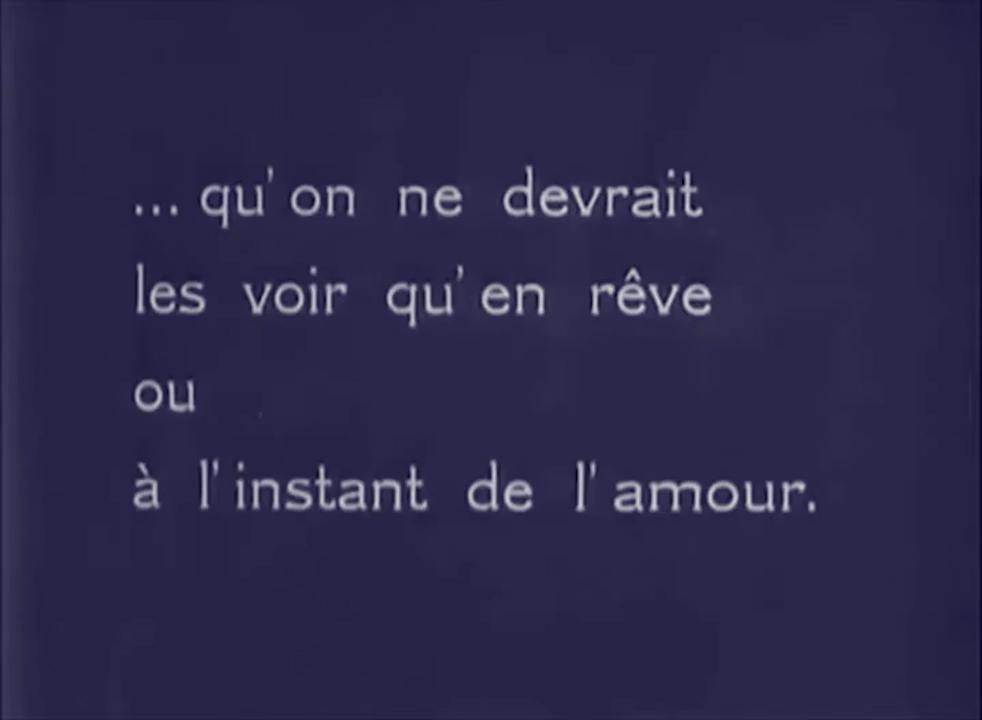 ... qu'on ne devrait
les voir qu'en rêve
ou
à l'instant de l'amour.